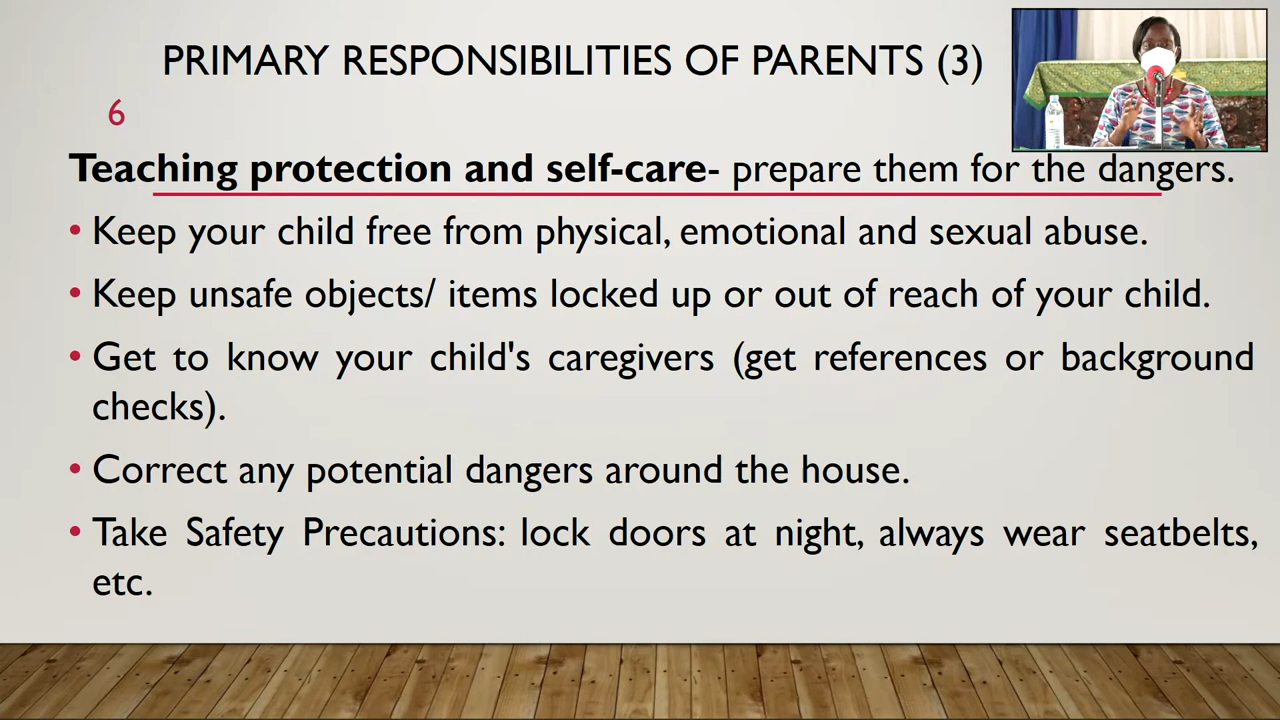 PRIMARY RESPONSIBILITIES OF PARENTS (3)
6
Teaching protection and self-care- prepare them for the dangers.
• Keep your child free from physical, emotional and sexual abuse.
• Keep unsafe objects/ items locked up or out of reach of your child.
• Get to know your child's caregivers (get references or background
checks).
• Correct any potential dangers around the house.
• Take Safety Precautions: lock doors at night, always wear seatbelts,
etc.